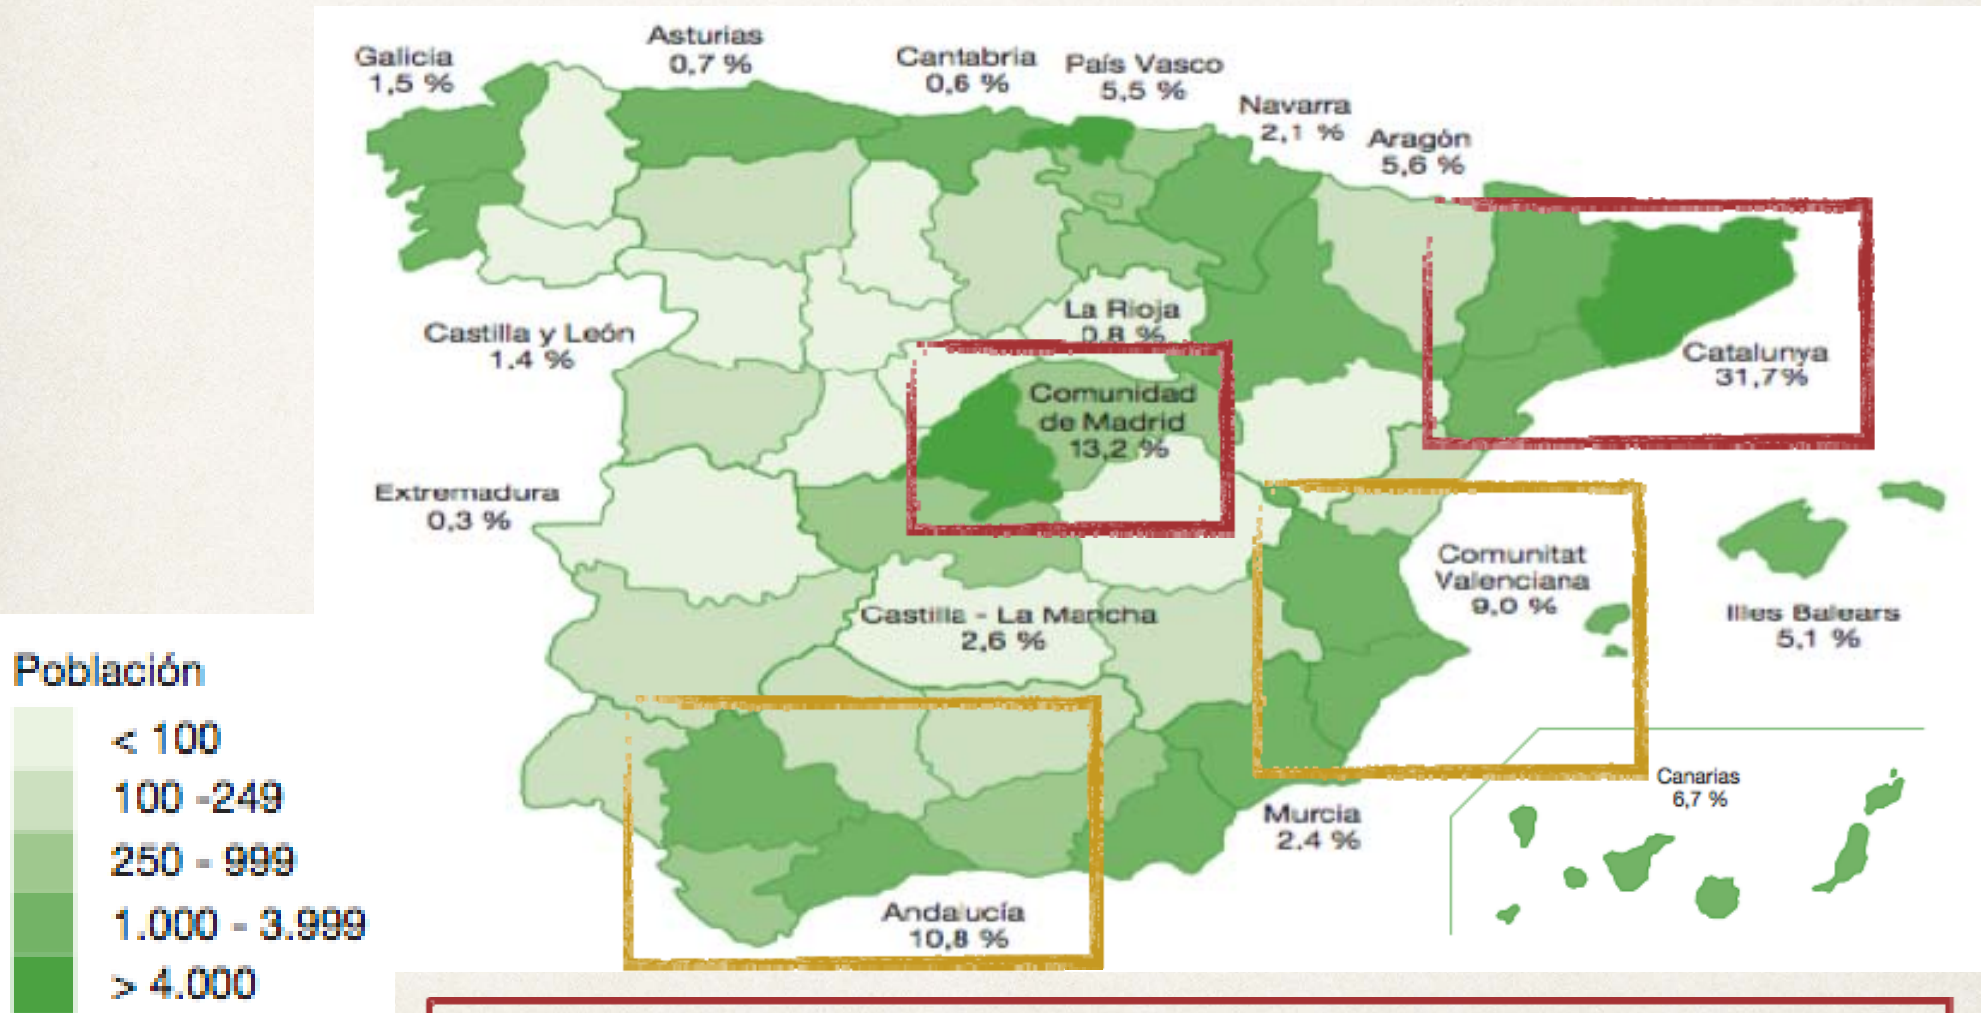 Galicia
1,5 %
Asturias
0,7 %
Cantabria
0,6 %
País Vasco
5,5 %
Navarra
2,1 %
Aragón
5,6 %
La Rioja
0,8 %
Castilla y León
1,4 %
Catalunya
31,7%
Comunidad
de Madrid
13,2 %
Extremadura
0,3 %
Comunitat
Valenciana
9,0 %
Illes Balears
5,1 %
Castilla - La Mancha
2,6 %
Población
< 100
100 -249
250 - 999
1.000 - 3.999
> 4.000
Canarias
6,7 %
Murcia
2.4 %
Andalucía
10,8 %